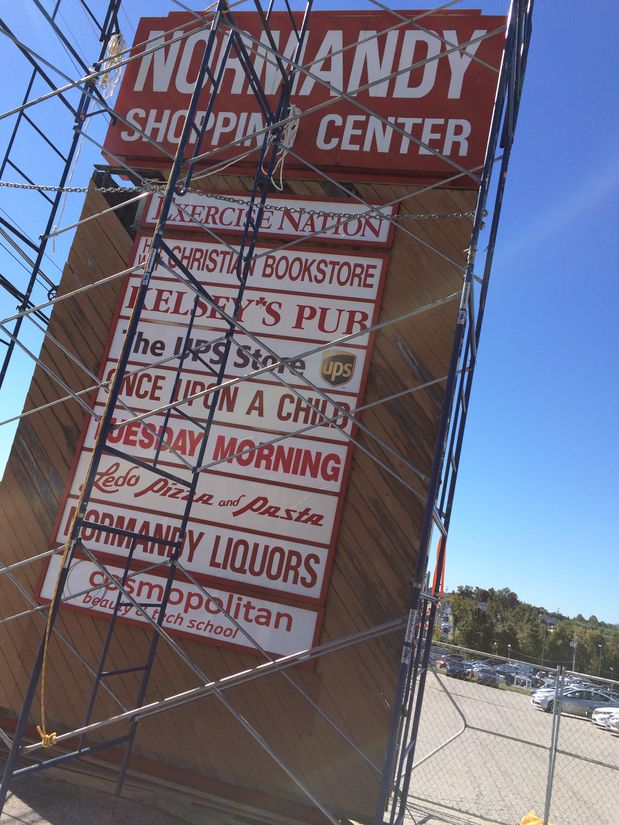 NORMANDY
SHOPPING CENTER
EXERCISE NATION
CHRISTIAN BOOKSTORE
KELSEY'S PUB
The UPS Store ups
ONCE UPON A CHILD
TUESDAY MORNING
Ledo Pizza and Pasta
NORMANDY LIQUORS
cosmopolitan
beauty & tech school